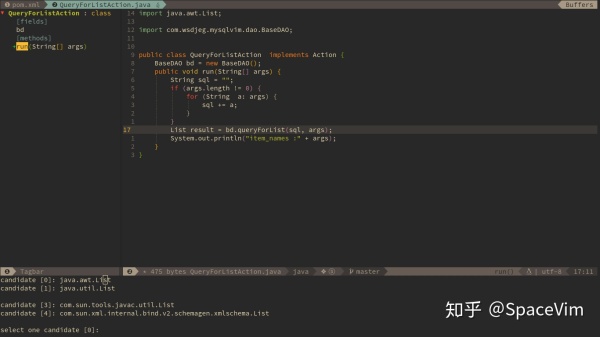 ❶ pom.xml ❷ QueryForListAction.java Buffers
▼ QueryForListAction : class
[fields]
bd
[methods]
run(String[] args)
14 import java.awt.List;
13
12 import com.wsdjeg.mysqlvim.dao.BaseDAO;
11
10
9 public class QueryForListAction  implements Action {
8 BaseDAO bd = new BaseDAO();
7 public void run(String[] args) {
6 String sql = "";
5 if (args.length != 0) {
4 for (String  a: args) {
3 sql += a;
2 }
1 }
17 List result = bd.queryForList(sql, args);
1 System.out.println("item_names :" + args);
2 }
3 }
❶ Tagbar ❷ + 475 bytes QueryForListAction.java java master run() utf-8 17:11
candidate [0]: java.awt.List
candidate [1]: java.util.List
candidate [3]: com.sun.tools.javac.util.List
candidate [4]: com.sun.xml.internal.bind.v2.schemagen.xmlschema.List
select one candidate [0]:
知乎 @SpaceVim